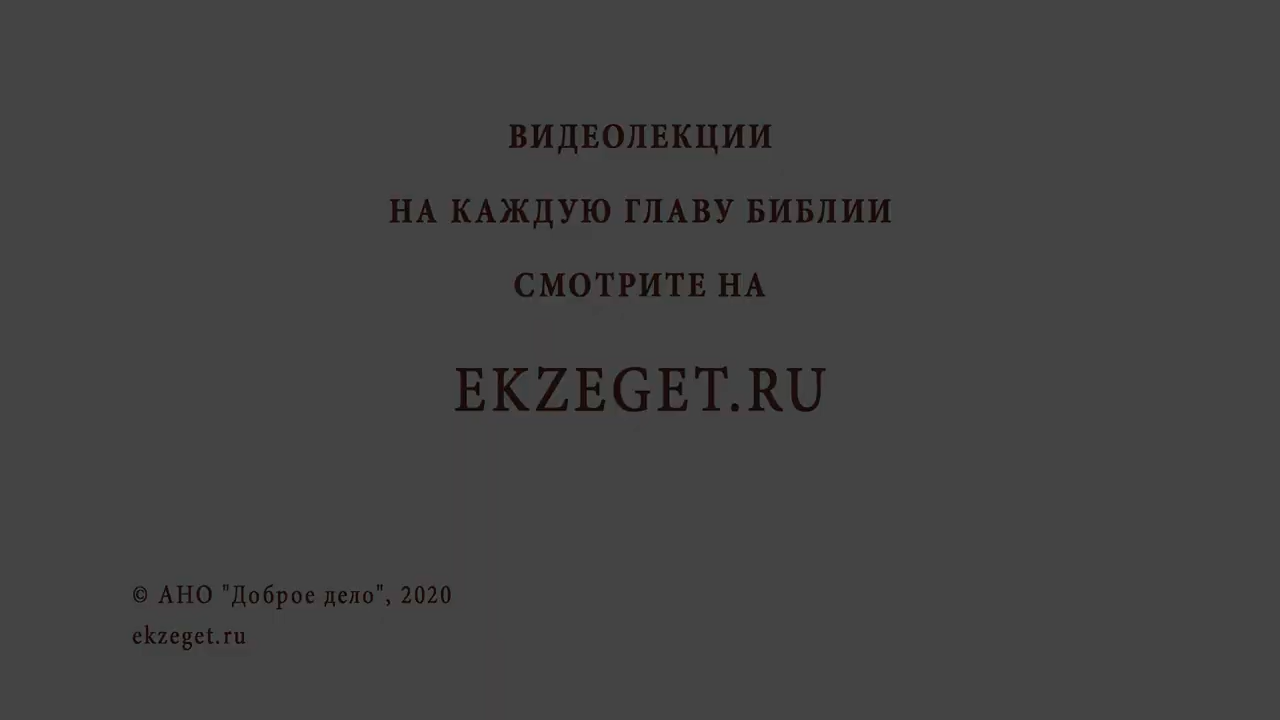 ВИДЕОЛЕКЦИИ
НА КАЖДУЮ ГЛАВУ БИБЛИИ
СМОТРИТЕ НА
EKZEGET.RU
© АНО "Доброе дело", 2020
ekzeget.ru